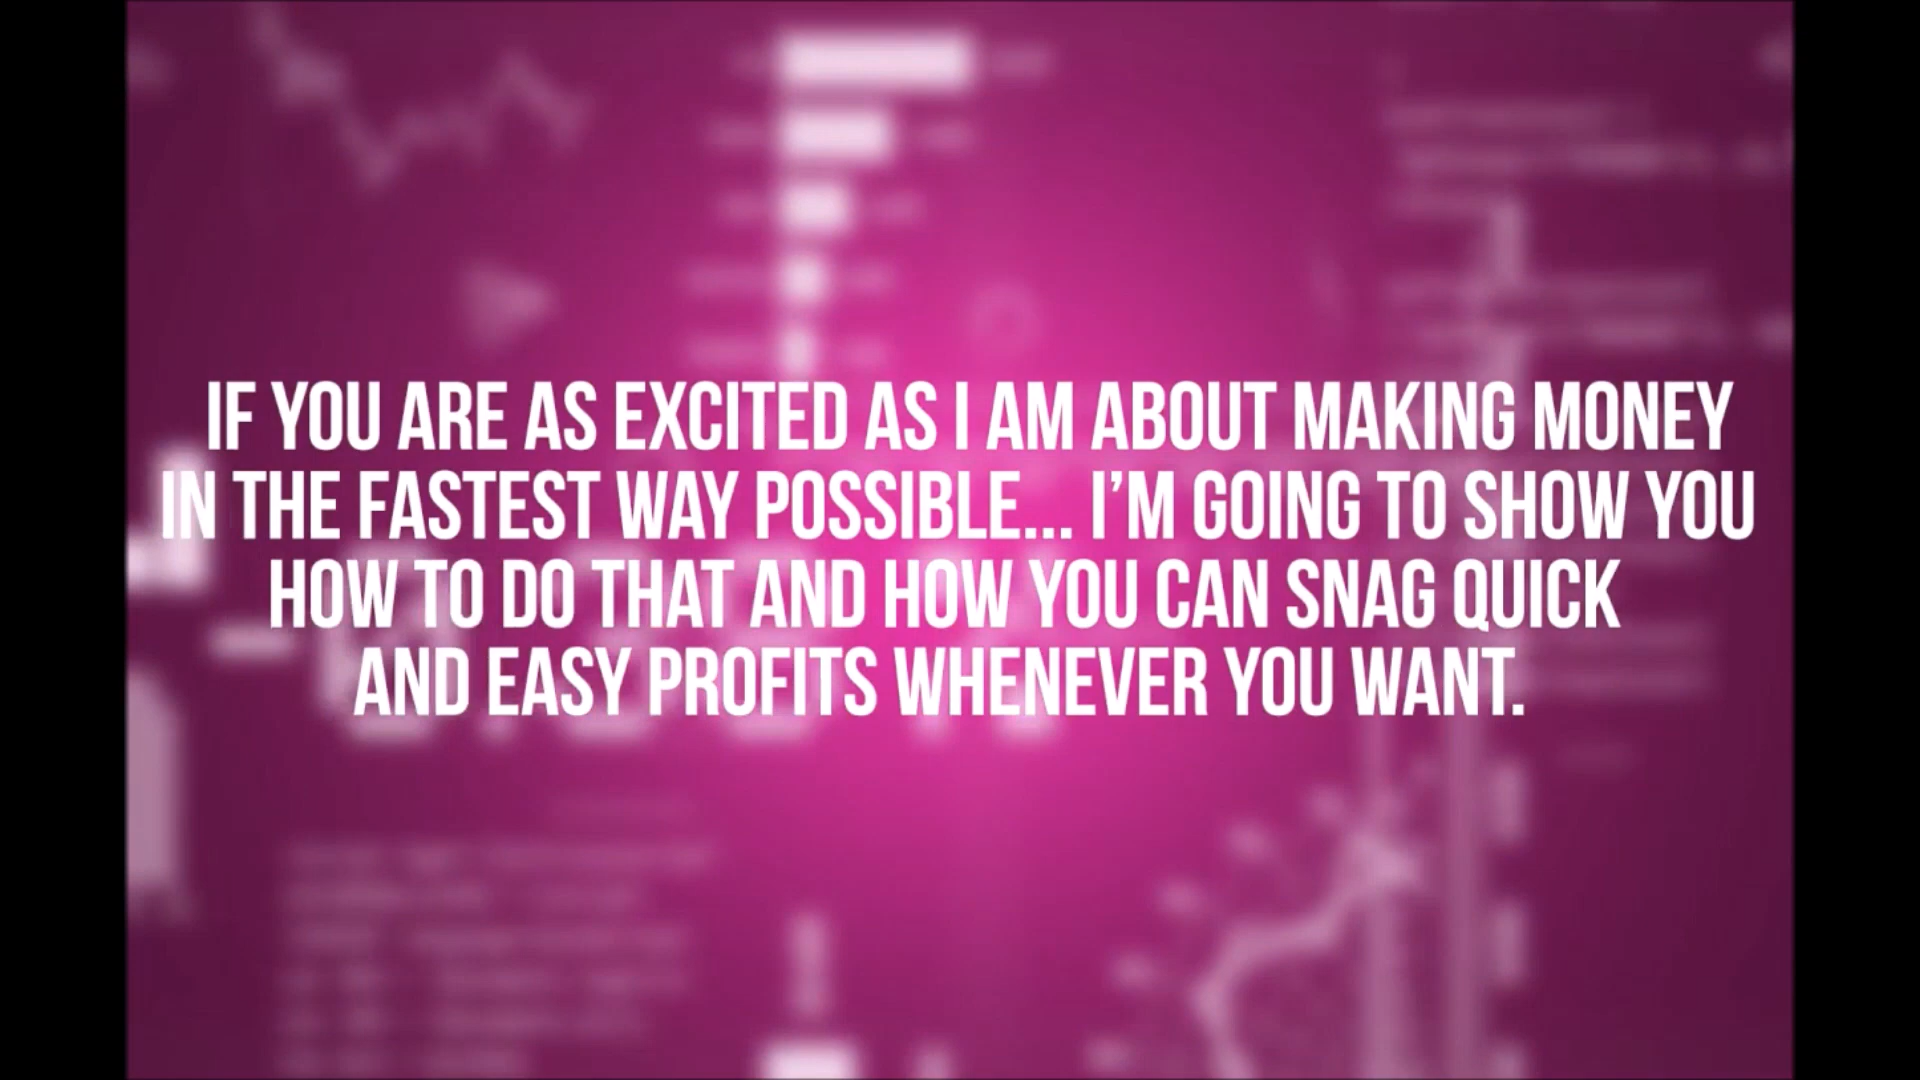 IF YOU ARE AS EXCITED AS I AM ABOUT MAKING MONEY
IN THE FASTEST WAY POSSIBLE... I'M GOING TO SHOW YOU
HOW TO DO THAT AND HOW YOU CAN SNAG QUICK
AND EASY PROFITS WHENEVER YOU WANT.